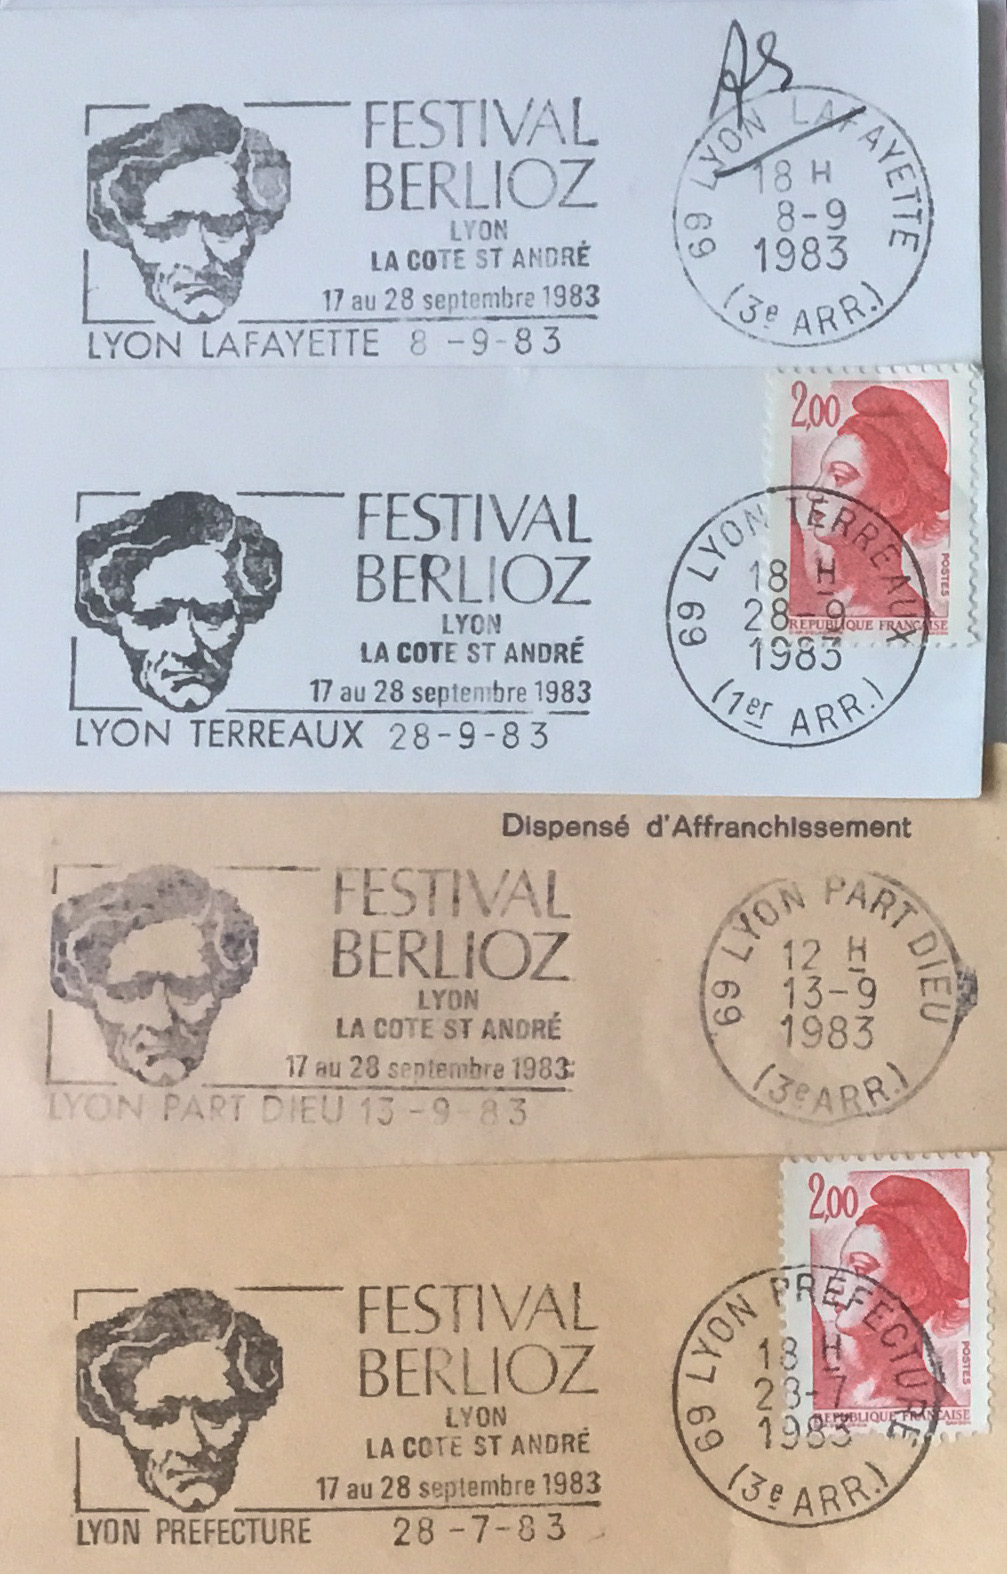 FESTIVAL
BERLIOZ
LYON
LA COTE ST ANDRÉ
17 au 28 septembre 1983
LYON LAFAYETTE 8-9-83
69 LYON LAFAYETTE
18 H
8-9
1983
(3e ARR.)
2,00
POSTES
REPUBLIQUE FRANCAISE
FESTIVAL
BERLIOZ
LYON
LA COTE ST ANDRÉ
17 au 28 septembre 1983
LYON TERREAUX 28-9-83
69 LYON TERREAUX
18 H
28-9
1983
(1er ARR.)
Dispensé d'Affranchissement
FESTIVAL
BERLIOZ
LYON
LA COTE ST ANDRÉ
17 au 28 septembre 1983
LYON PART DIEU 13-9-83
69 LYON PART DIEU
12 H
13-9
1983
(3e ARR.)
2,00
POSTES
REPUBLIQUE FRANCAISE
FESTIVAL
BERLIOZ
LYON
LA COTE ST ANDRÉ
17 au 28 septembre 1983
LYON PREFECTURE 28-7-83
69 LYON PREFECTURE
18 H
28-7
1983
(3e ARR.)